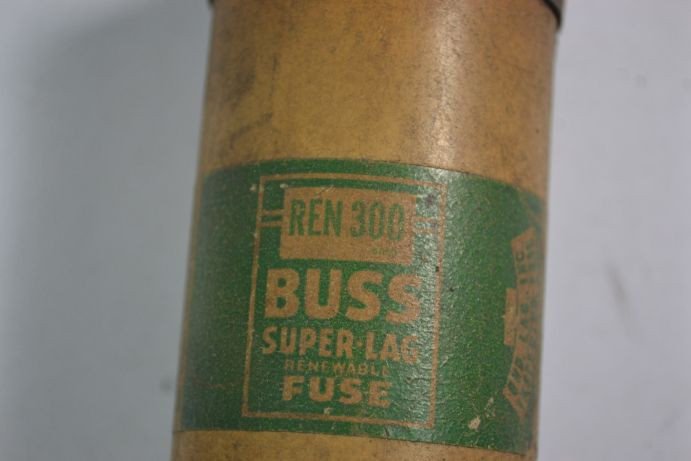 REN 300
BUSS
SUPER-LAG
RENEWABLE
FUSE